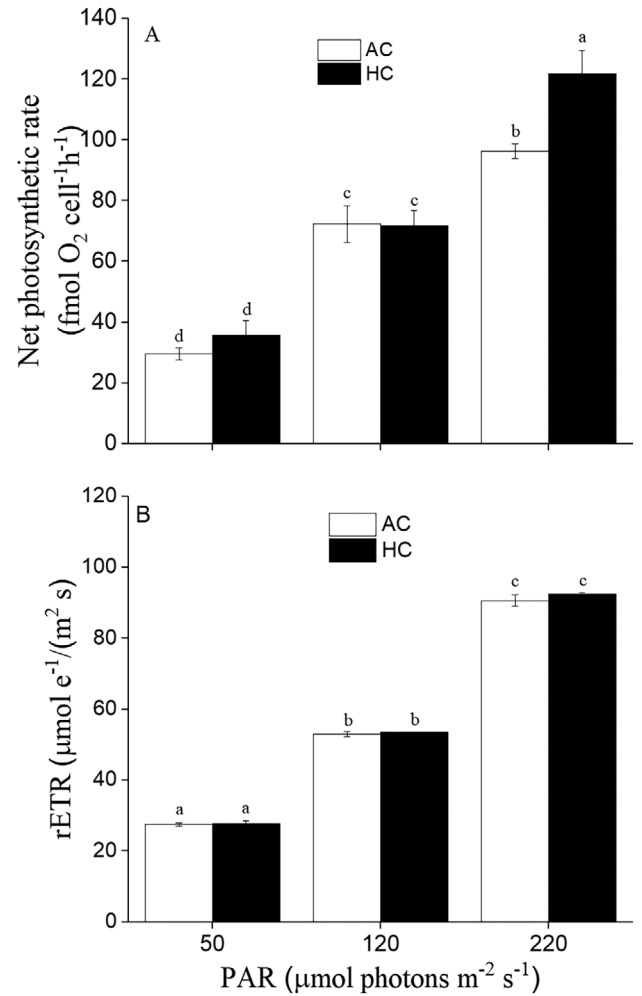 A
AC
HC
Net photosynthetic rate
(fmol O₂ cell⁻¹h⁻¹)
140
120
100
80
60
40
20
0
d
d
c
c
b
a
B
AC
HC
rETR (μmol e⁻¹/(m² s)
120
100
80
60
40
20
0
a
a
b
b
c
c
50 120 220
PAR (μmol photons m⁻² s⁻¹)